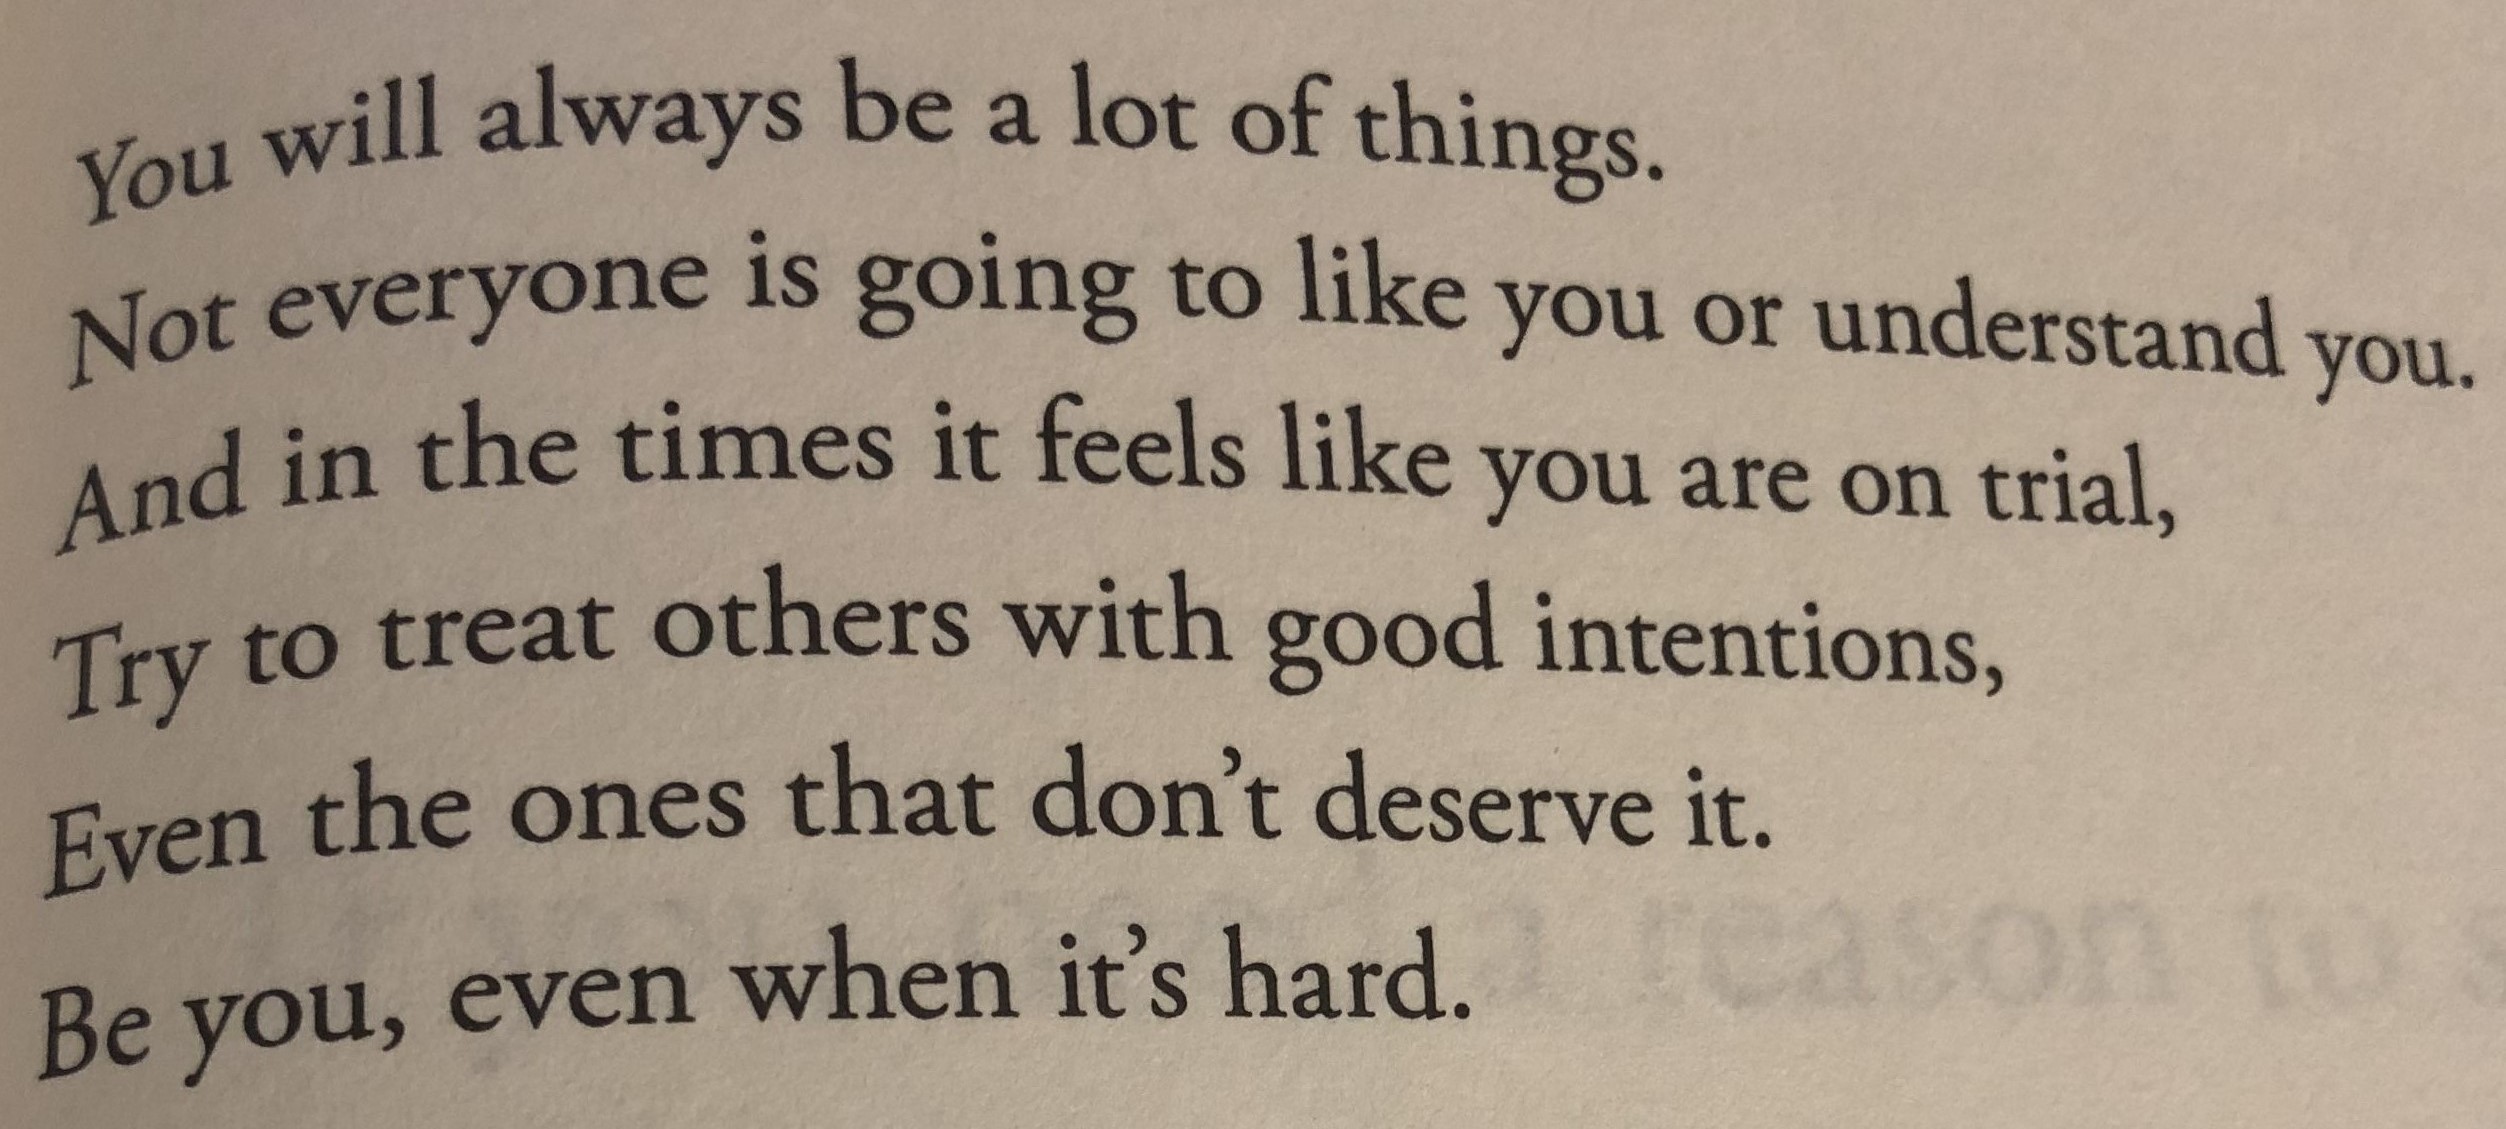 You will always be a lot of things.
Not everyone is going to like you or understand you.
And in the times it feels like you are on trial,
Try to treat others with good intentions,
Even the ones that don’t deserve it.
Be you, even when it’s hard.